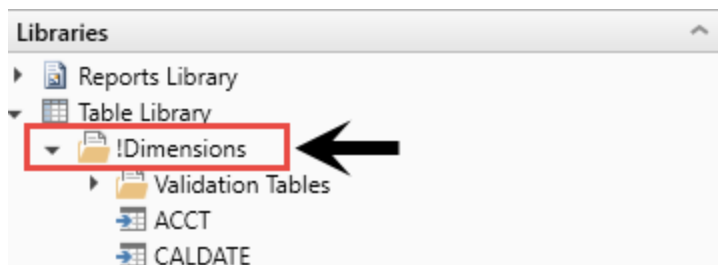 Libraries
Reports Library
Table Library
!Dimensions
Validation Tables
ACCT
CALDATE